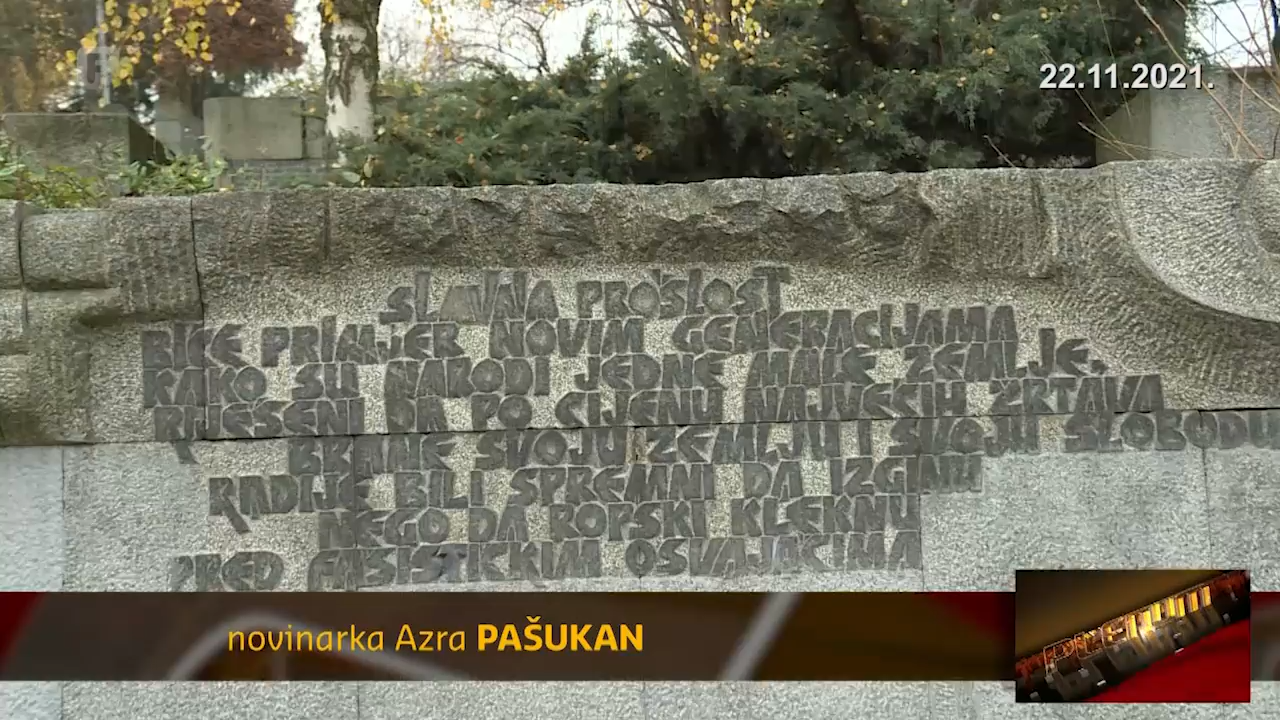 22.11.2021.
SLAVNA PROŠLOST
BIĆE PRIMJER NOVIM GENERACIJAMA
KAKO SU NARODI JEDNE MALE ZEMLJE,
RIJEŠENI DA PO CIJENU NAJVEĆIH ŽRTAVA
BRANE SVOJU ZEMLJU I SVOJU SLOBODU
RADIJE BILI SPREMNI DA IZGINU
NEGO DA ROPSKI KLEKNU
PRED FAŠISTIČKIM OSVAJAČIMA
novinarka Azra PAŠUKAN